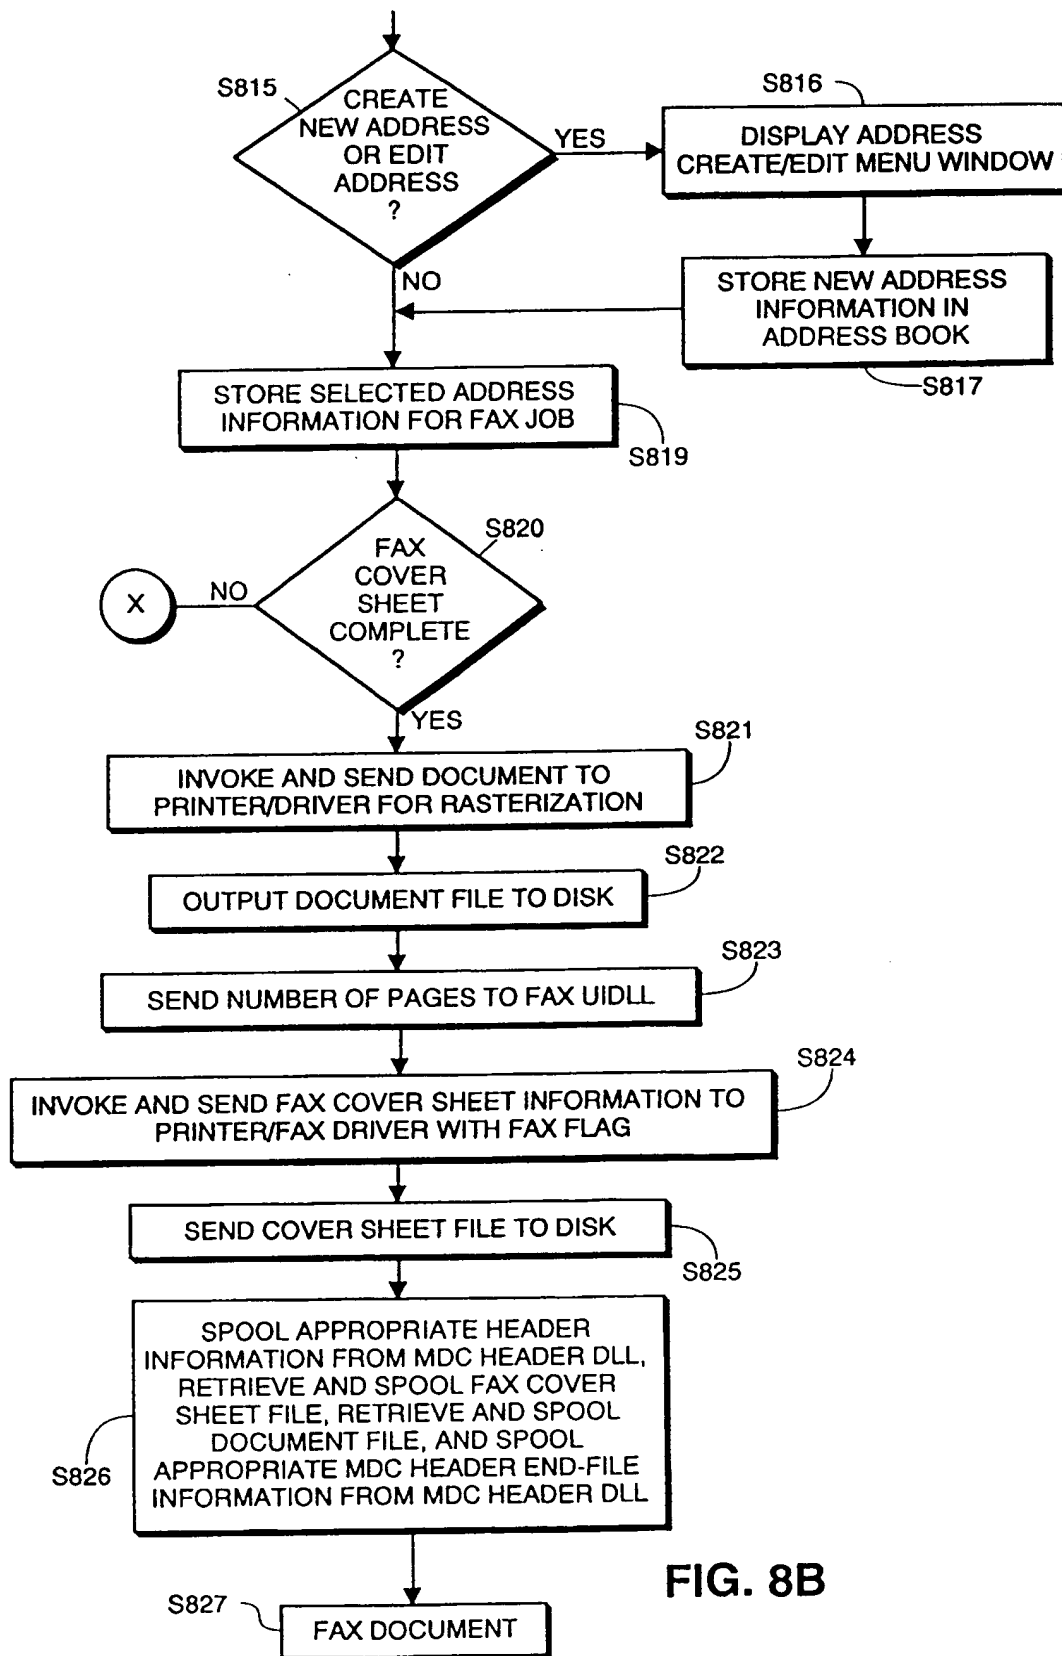 S815
CREATE
NEW ADDRESS
OR EDIT
ADDRESS
?
YES
S816
DISPLAY ADDRESS
CREATE/EDIT MENU WINDOW
NO
STORE NEW ADDRESS
INFORMATION IN
ADDRESS BOOK
S817
STORE SELECTED ADDRESS
INFORMATION FOR FAX JOB
S819
S820
FAX
COVER
SHEET
COMPLETE
?
NO
X
YES
S821
INVOKE AND SEND DOCUMENT TO
PRINTER/DRIVER FOR RASTERIZATION
S822
OUTPUT DOCUMENT FILE TO DISK
S823
SEND NUMBER OF PAGES TO FAX UIDLL
S824
INVOKE AND SEND FAX COVER SHEET INFORMATION TO
PRINTER/FAX DRIVER WITH FAX FLAG
SEND COVER SHEET FILE TO DISK
S825
SPOOL APPROPRIATE HEADER
INFORMATION FROM MDC HEADER DLL,
RETRIEVE AND SPOOL FAX COVER
SHEET FILE, RETRIEVE AND SPOOL
DOCUMENT FILE, AND SPOOL
APPROPRIATE MDC HEADER END-FILE
INFORMATION FROM MDC HEADER DLL
S826
FIG. 8B
S827
FAX DOCUMENT